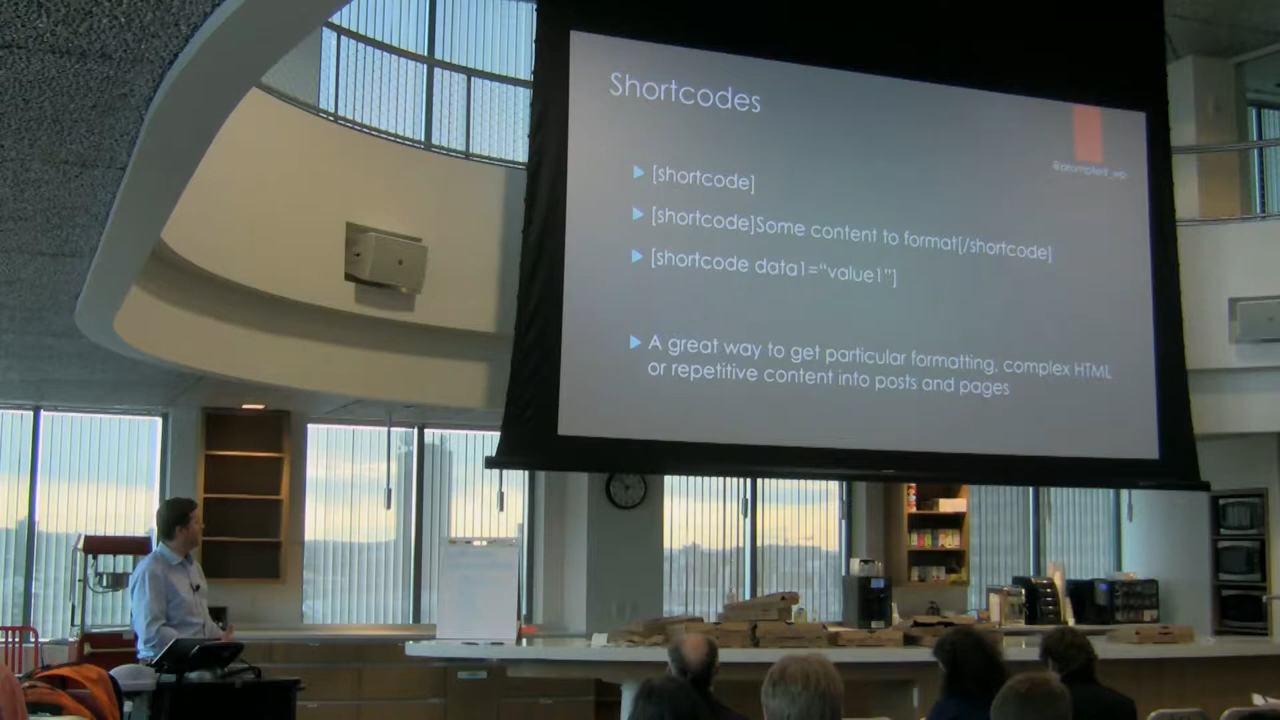 Shortcodes
[shortcode]
[shortcode]Some content to format[/shortcode]
[shortcode data1=“value1”]
A great way to get particular formatting, complex HTML
or repetitive content into posts and pages